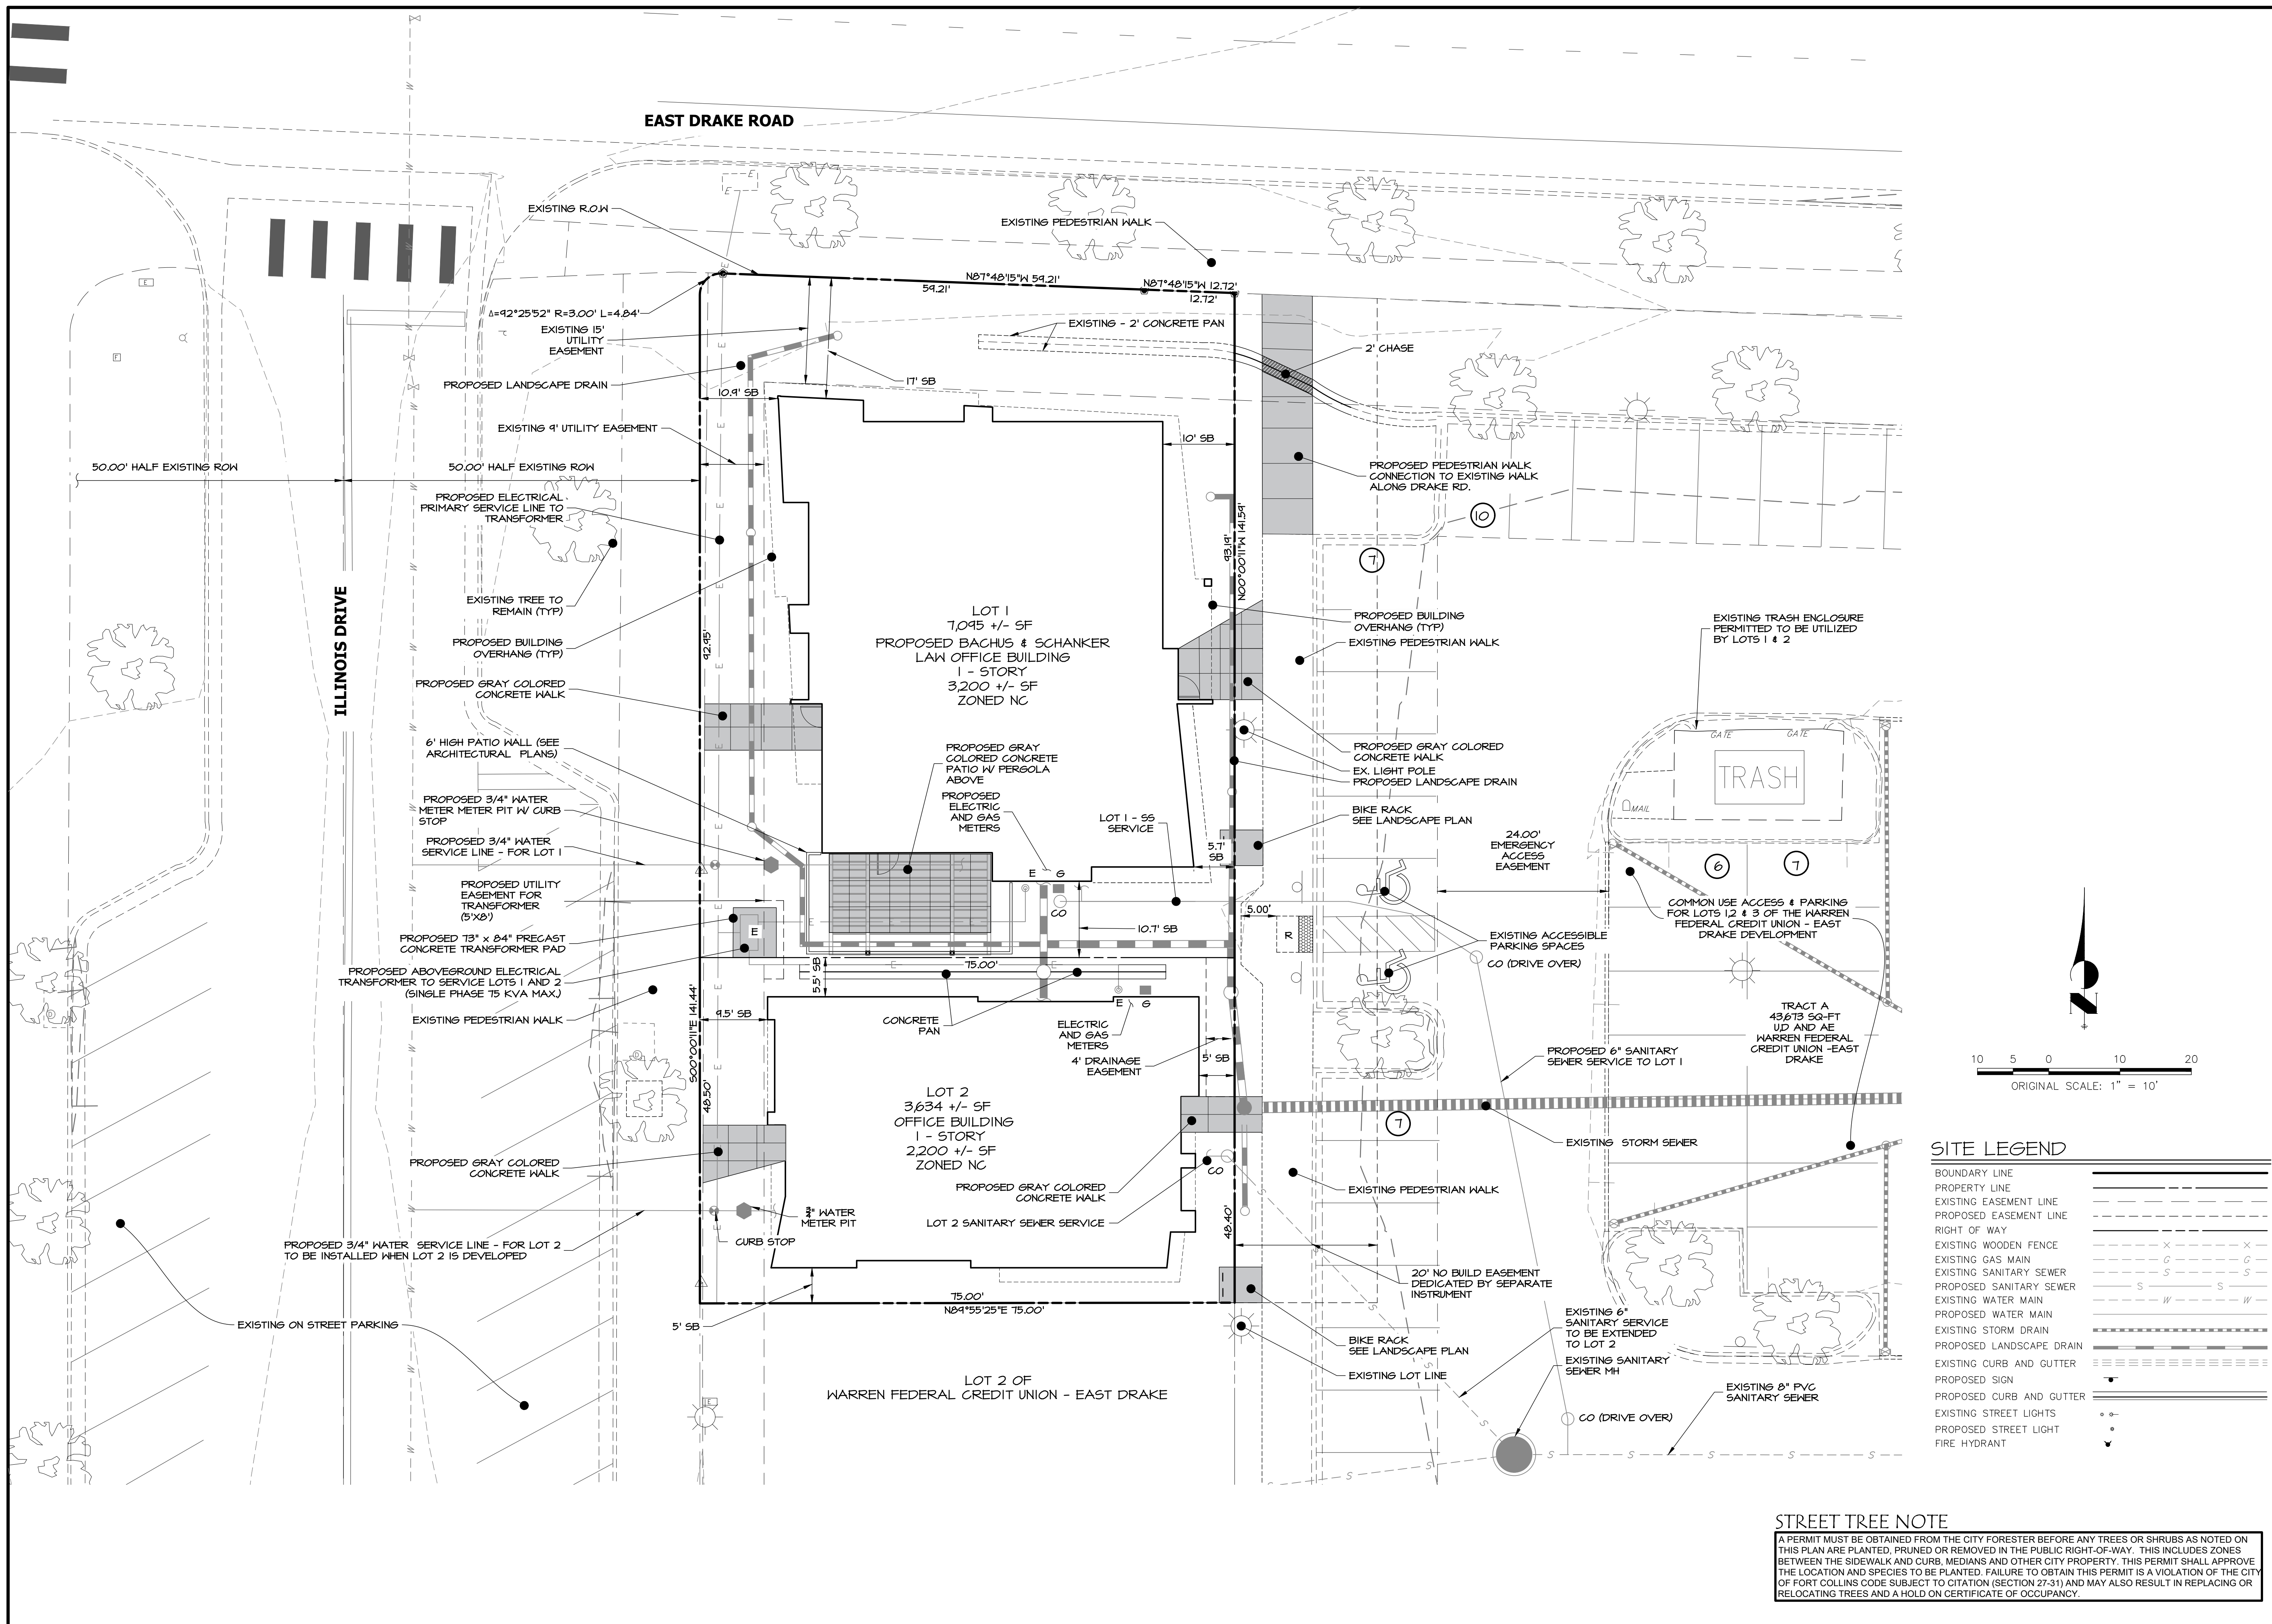 EAST DRAKE ROAD
ILLINOIS DRIVE
EXISTING R.O.W
EXISTING PEDESTRIAN WALK
N87°48'15"W 59.21'
59.21'
N87°48'15"W 12.72'
12.72'
Δ=92°25'52" R=3.00' L=4.84'
EXISTING 15'
UTILITY
EASEMENT
EXISTING - 2' CONCRETE PAN
2' CHASE
PROPOSED LANDSCAPE DRAIN
17' SB
10.9' SB
EXISTING 9' UTILITY EASEMENT
10' SB
50.00' HALF EXISTING ROW
50.00' HALF EXISTING ROW
PROPOSED PEDESTRIAN WALK
CONNECTION TO EXISTING WALK
ALONG DRAKE RD.
PROPOSED ELECTRICAL
PRIMARY SERVICE LINE TO
TRANSFORMER
10
7
93.19'
N00°00'11"W 141.59'
EXISTING TREE TO
REMAIN (TYP)
PROPOSED BUILDING
OVERHANG (TYP)
92.95'
LOT 1
7,095 +/- SF
PROPOSED BACHUS & SCHANKER
LAW OFFICE BUILDING
1 - STORY
3,200 +/- SF
ZONED NC
PROPOSED BUILDING
OVERHANG (TYP)
EXISTING PEDESTRIAN WALK
EXISTING TRASH ENCLOSURE
PERMITTED TO BE UTILIZED
BY LOTS 1 & 2
PROPOSED GRAY COLORED
CONCRETE WALK
6' HIGH PATIO WALL (SEE
ARCHITECTURAL PLANS)
PROPOSED GRAY
COLORED CONCRETE
PATIO W/ PERGOLA
ABOVE
PROPOSED GRAY COLORED
CONCRETE WALK
EX. LIGHT POLE
PROPOSED LANDSCAPE DRAIN
GATE
GATE
TRASH
MAIL
PROPOSED 3/4" WATER
METER METER PIT W/ CURB
STOP
PROPOSED
ELECTRIC
AND GAS
METERS
LOT 1 - SS
SERVICE
BIKE RACK
SEE LANDSCAPE PLAN
PROPOSED 3/4" WATER
SERVICE LINE - FOR LOT 1
24.00'
EMERGENCY
ACCESS
EASEMENT
5.7'
SB
6
7
E
G
PROPOSED UTILITY
EASEMENT FOR
TRANSFORMER
(5'X8')
CO
5.00'
COMMON USE ACCESS & PARKING
FOR LOTS 1,2 & 3 OF THE WARREN
FEDERAL CREDIT UNION - EAST
DRAKE DEVELOPMENT
PROPOSED 73" x 84" PRECAST
CONCRETE TRANSFORMER PAD
E
10.7' SB
R
EXISTING ACCESSIBLE
PARKING SPACES
CO (DRIVE OVER)
PROPOSED ABOVEGROUND ELECTRICAL
TRANSFORMER TO SERVICE LOTS 1 AND 2
(SINGLE PHASE 75 KVA MAX.)
75.00'
5.5' SB
E
G
EXISTING PEDESTRIAN WALK
9.5' SB
S00°00'11"E 141.44'
CONCRETE
PAN
ELECTRIC
AND GAS
METERS
4' DRAINAGE
EASEMENT
5' SB
TRACT A
43,673 SQ-FT
U,D AND AE
WARREN FEDERAL
CREDIT UNION -EAST
DRAKE
PROPOSED 6" SANITARY
SEWER SERVICE TO LOT 1
10 5 0 10 20
ORIGINAL SCALE: 1" = 10'
48.50'
LOT 2
3,634 +/- SF
OFFICE BUILDING
1 - STORY
2,200 +/- SF
ZONED NC
7
EXISTING STORM SEWER
PROPOSED GRAY COLORED
CONCRETE WALK
PROPOSED GRAY COLORED
CONCRETE WALK
CO
EXISTING PEDESTRIAN WALK
WATER
METER PIT
LOT 2 SANITARY SEWER SERVICE
48.40'
CURB STOP
PROPOSED 3/4" WATER SERVICE LINE - FOR LOT 2
TO BE INSTALLED WHEN LOT 2 IS DEVELOPED
20' NO BUILD EASEMENT
DEDICATED BY SEPARATE
INSTRUMENT
75.00'
N89°55'25"E 75.00'
5' SB
EXISTING ON STREET PARKING
BIKE RACK
SEE LANDSCAPE PLAN
EXISTING LOT LINE
EXISTING 6"
SANITARY SERVICE
TO BE EXTENDED
TO LOT 2
EXISTING SANITARY
SEWER MH
EXISTING 8" PVC
SANITARY SEWER
CO (DRIVE OVER)
LOT 2 OF
WARREN FEDERAL CREDIT UNION - EAST DRAKE
SITE LEGEND
BOUNDARY LINE
PROPERTY LINE
EXISTING EASEMENT LINE
PROPOSED EASEMENT LINE
RIGHT OF WAY
EXISTING WOODEN FENCE
EXISTING GAS MAIN G G
EXISTING SANITARY SEWER S S
PROPOSED SANITARY SEWER S S
EXISTING WATER MAIN W W
PROPOSED WATER MAIN
EXISTING STORM DRAIN
PROPOSED LANDSCAPE DRAIN
EXISTING CURB AND GUTTER
PROPOSED SIGN
PROPOSED CURB AND GUTTER
EXISTING STREET LIGHTS
PROPOSED STREET LIGHT
FIRE HYDRANT
STREET TREE NOTE
A PERMIT MUST BE OBTAINED FROM THE CITY FORESTER BEFORE ANY TREES OR SHRUBS AS NOTED ON
THIS PLAN ARE PLANTED, PRUNED OR REMOVED IN THE PUBLIC RIGHT-OF-WAY. THIS INCLUDES ZONES
BETWEEN THE SIDEWALK AND CURB, MEDIANS AND OTHER CITY PROPERTY. THIS PERMIT SHALL APPROVE
THE LOCATION AND SPECIES TO BE PLANTED. FAILURE TO OBTAIN THIS PERMIT IS A VIOLATION OF THE CITY
OF FORT COLLINS CODE SUBJECT TO CITATION (SECTION 27-31) AND MAY ALSO RESULT IN REPLACING OR
RELOCATING TREES AND A HOLD ON CERTIFICATE OF OCCUPANCY.